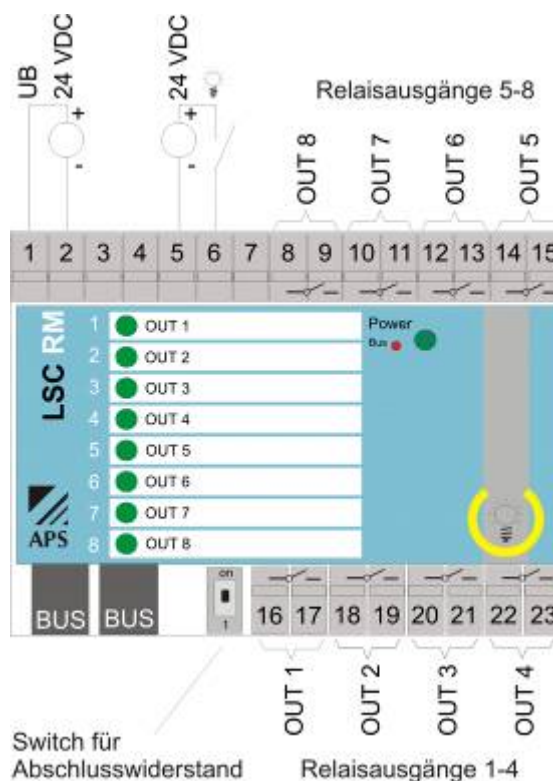 UB
24 VDC
24 VDC
Relaisausgänge 5-8
+
+
-
-
OUT 8
OUT 7
OUT 6
OUT 5
1 2 3 4 5 6 7 8 9 10 11 12 13 14 15
LSC RM
1 OUT 1
2 OUT 2
3 OUT 3
4 OUT 4
5 OUT 5
6 OUT 6
7 OUT 7
8 OUT 8
Power
Bus
APS
BUS
BUS
on
1
16 17 18 19 20 21 22 23
OUT 1
OUT 2
OUT 3
OUT 4
Switch für
Abschlusswiderstand
Relaisausgänge 1-4